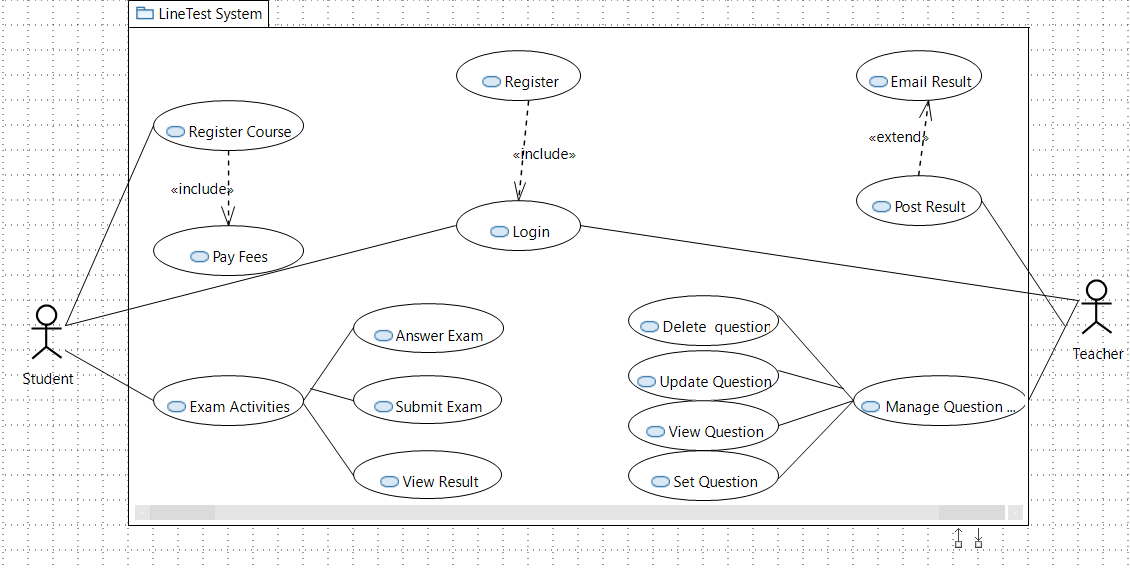 LineTest System
Register
Email Result
Register Course
«extend»
«include»
«include»
Post Result
Login
Pay Fees
Answer Exam
Delete question
Student
Teacher
Update Question
Exam Activities
Submit Exam
Manage Question ...
View Question
View Result
Set Question